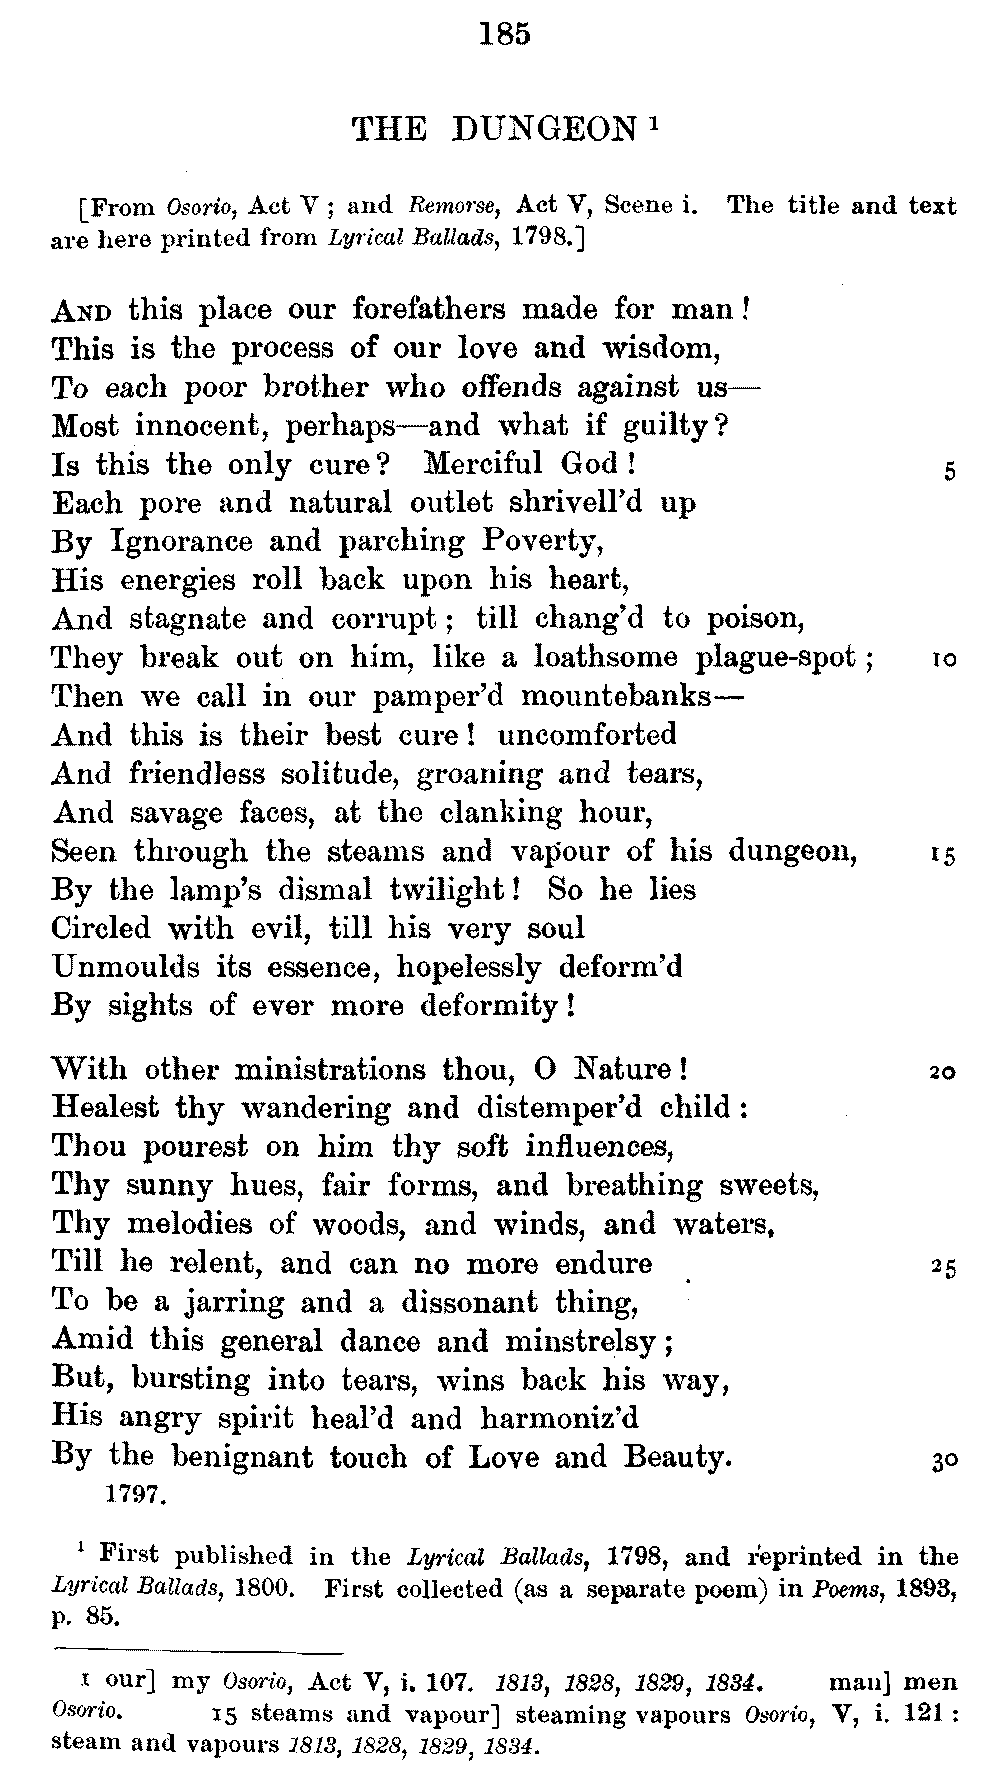 185
THE DUNGEON ¹
[From Osorio, Act V ; and Remorse, Act V, Scene i. The title and text
are here printed from Lyrical Ballads, 1798.]
AND this place our forefathers made for man !
This is the process of our love and wisdom,
To each poor brother who offends against us—
Most innocent, perhaps—and what if guilty?
Is this the only cure? Merciful God ! 5
Each pore and natural outlet shrivell'd up
By Ignorance and parching Poverty,
His energies roll back upon his heart,
And stagnate and corrupt ; till chang'd to poison,
They break out on him, like a loathsome plague-spot ; 10
Then we call in our pamper'd mountebanks—
And this is their best cure ! uncomforted
And friendless solitude, groaning and tears,
And savage faces, at the clanking hour,
Seen through the steams and vapour of his dungeon, 15
By the lamp's dismal twilight ! So he lies
Circled with evil, till his very soul
Unmoulds its essence, hopelessly deform'd
By sights of ever more deformity !
With other ministrations thou, O Nature ! 20
Healest thy wandering and distemper'd child :
Thou pourest on him thy soft influences,
Thy sunny hues, fair forms, and breathing sweets,
Thy melodies of woods, and winds, and waters,
Till he relent, and can no more endure 25
To be a jarring and a dissonant thing,
Amid this general dance and minstrelsy ;
But, bursting into tears, wins back his way,
His angry spirit heal'd and harmoniz'd
By the benignant touch of Love and Beauty. 30
1797.
¹ First published in the Lyrical Ballads, 1798, and reprinted in the
Lyrical Ballads, 1800. First collected (as a separate poem) in Poems, 1893,
p. 85.
1 our] my Osorio, Act V, i. 107. 1813, 1828, 1829, 1834. man] men
Osorio. 15 steams and vapour] steaming vapours Osorio, V, i. 121 :
steam and vapours 1813, 1828, 1829, 1834.